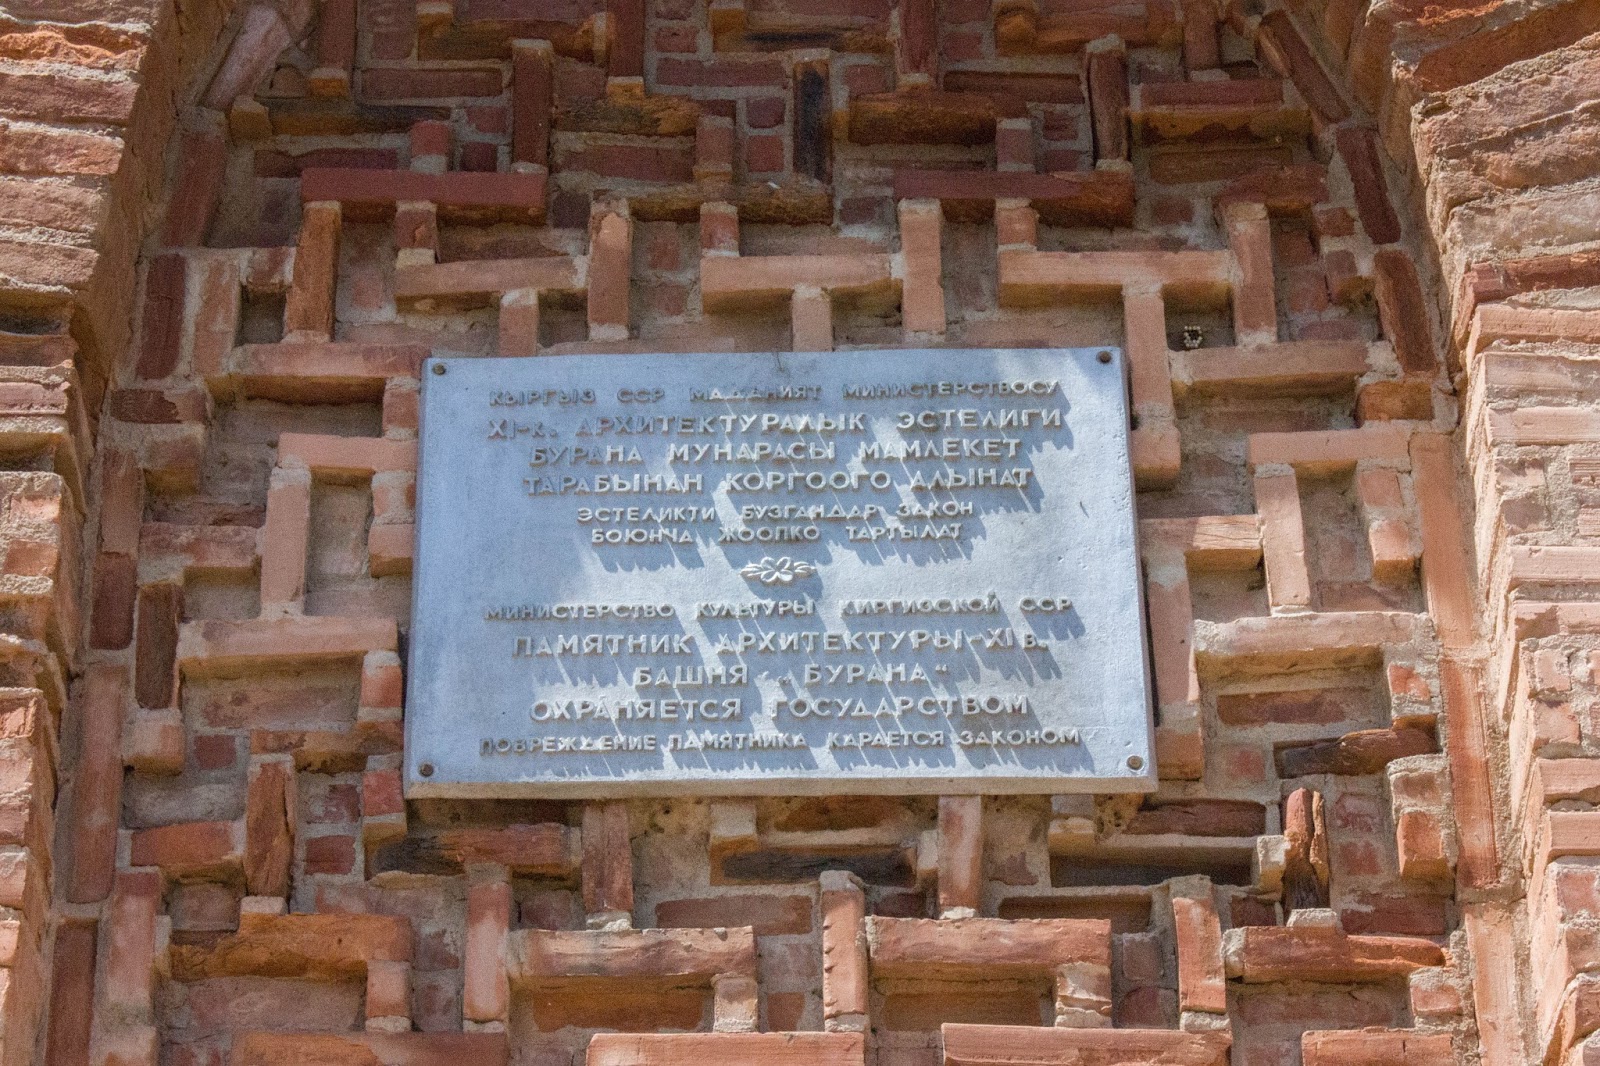 КЫРГЫЗ ССР МАДАНИЯТ МИНИСТЕРСТВОСУ
XI-К. АРХИТЕКТУРАЛЫК ЭСТЕЛИГИ
БУРАНА МУНАРАСЫ МАМЛЕКЕТ
ТАРАБЫНАН КОРГООГО АЛЫНАТ
ЭСТЕЛИКТИ БУЗГАНДАР ЗАКОН
БОЮНЧА ЖООПКО ТАРТЫЛАТ
МИНИСТЕРСТВО КУЛЬТУРЫ КИРГИЗСКОЙ ССР
ПАМЯТНИК АРХИТЕКТУРЫ-XI в.
БАШНЯ „БУРАНА“
ОХРАНЯЕТСЯ ГОСУДАРСТВОМ
ПОВРЕЖДЕНИЕ ПАМЯТНИКА КАРАЕТСЯ ЗАКОНОМ